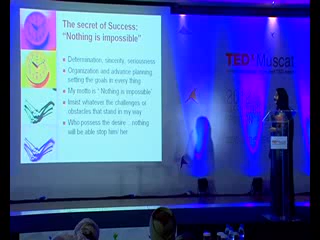 The secret of Success:
"Nothing is impossible"
Determination, sincerity, seriousness
Organization and advance planning
setting the goals in every thing
My motto is ' Nothing is impossible'
Insist whatever the challenges or
obstacles that stand in my way
Who possess the desire .. nothing
will be able stop him/ her
TEDxMuscat